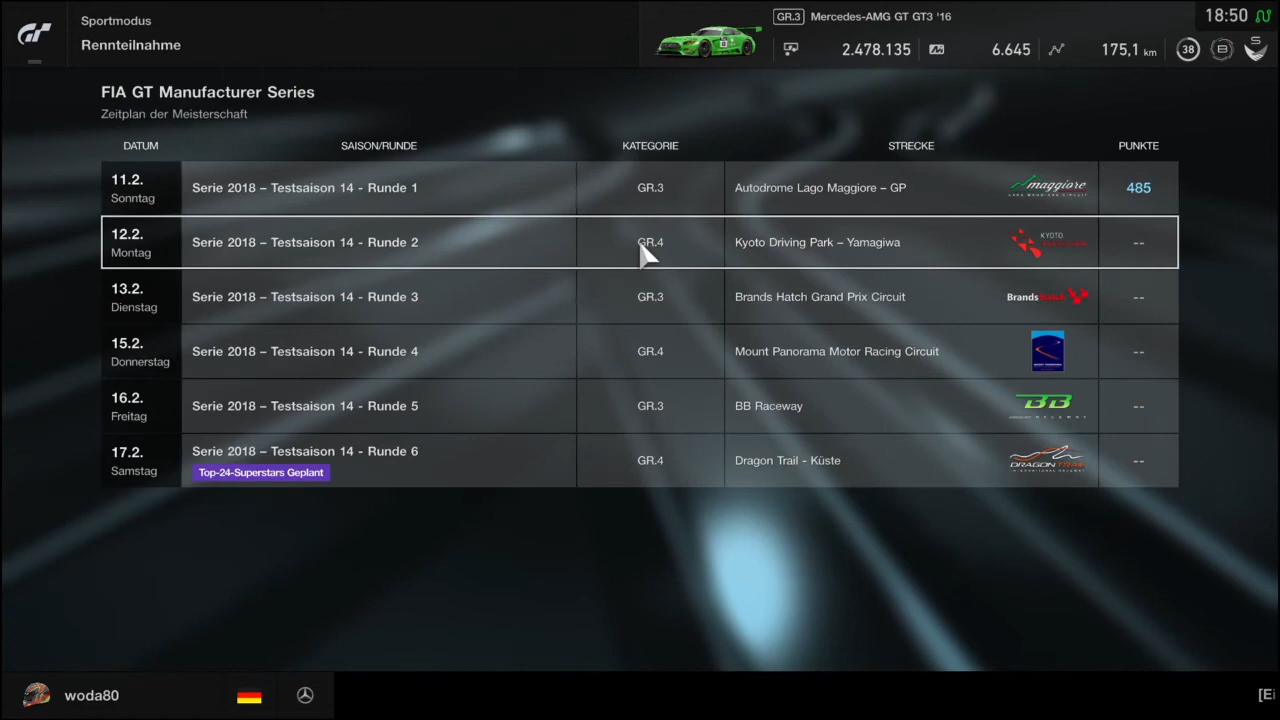 Sportmodus
Rennteilnahme
GR.3 Mercedes-AMG GT GT3 '16
18:50
2.478.135
6.645
175,1 km
38
B
S
FIA GT Manufacturer Series
Zeitplan der Meisterschaft
DATUM SAISON/RUNDE KATEGORIE STRECKE PUNKTE
11.2.
Sonntag
Serie 2018 – Testsaison 14 - Runde 1 GR.3 Autodrome Lago Maggiore – GP maggiore 485
12.2.
Montag
Serie 2018 – Testsaison 14 - Runde 2 GR.4 Kyoto Driving Park – Yamagiwa KYOTO --
13.2.
Dienstag
Serie 2018 – Testsaison 14 - Runde 3 GR.3 Brands Hatch Grand Prix Circuit Brands Hatch --
15.2.
Donnerstag
Serie 2018 – Testsaison 14 - Runde 4 GR.4 Mount Panorama Motor Racing Circuit --
16.2.
Freitag
Serie 2018 – Testsaison 14 - Runde 5 GR.3 BB Raceway BB --
17.2.
Samstag
Serie 2018 – Testsaison 14 - Runde 6
Top-24-Superstars Geplant
GR.4 Dragon Trail - Küste DRAGON TRAIL --
woda80
[Ei